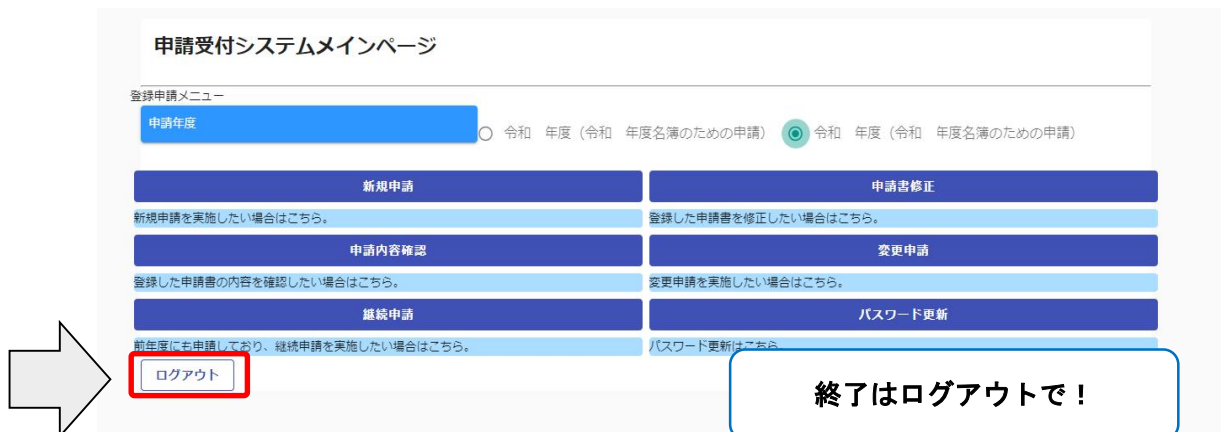 申請受付システムメインページ
登録申請メニュー
申請年度
令和　年度（令和　年度名簿のための申請）　令和　年度（令和　年度名簿のための申請）
新規申請　申請書修正
新規申請を実施したい場合はこちら。　登録した申請書を修正したい場合はこちら。
申請内容確認　変更申請
登録した申請書の内容を確認したい場合はこちら。　変更申請を実施したい場合はこちら。
継続申請　パスワード更新
前年度にも申請しており、継続申請を実施したい場合はこちら。　パスワード更新はこちら
ログアウト
終了はログアウトで！